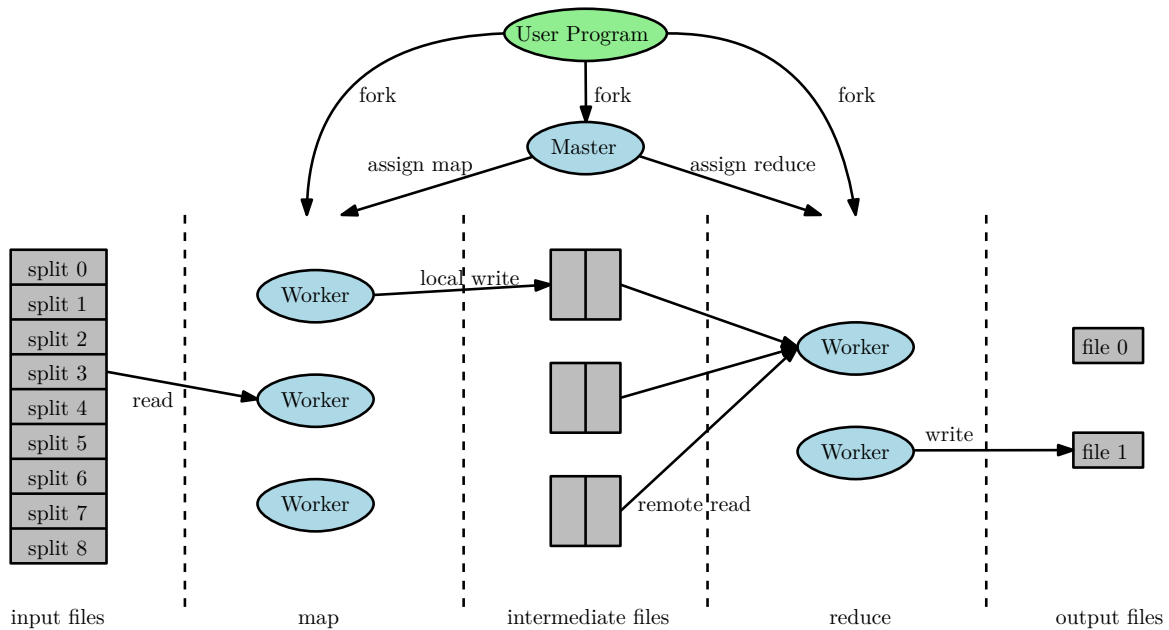 User Program
fork
fork
fork
Master
assign map
assign reduce
split 0
split 1
split 2
split 3
split 4
split 5
split 6
split 7
split 8
read
Worker
Worker
Worker
local write
remote read
Worker
Worker
write
file 0
file 1
input files
map
intermediate files
reduce
output files